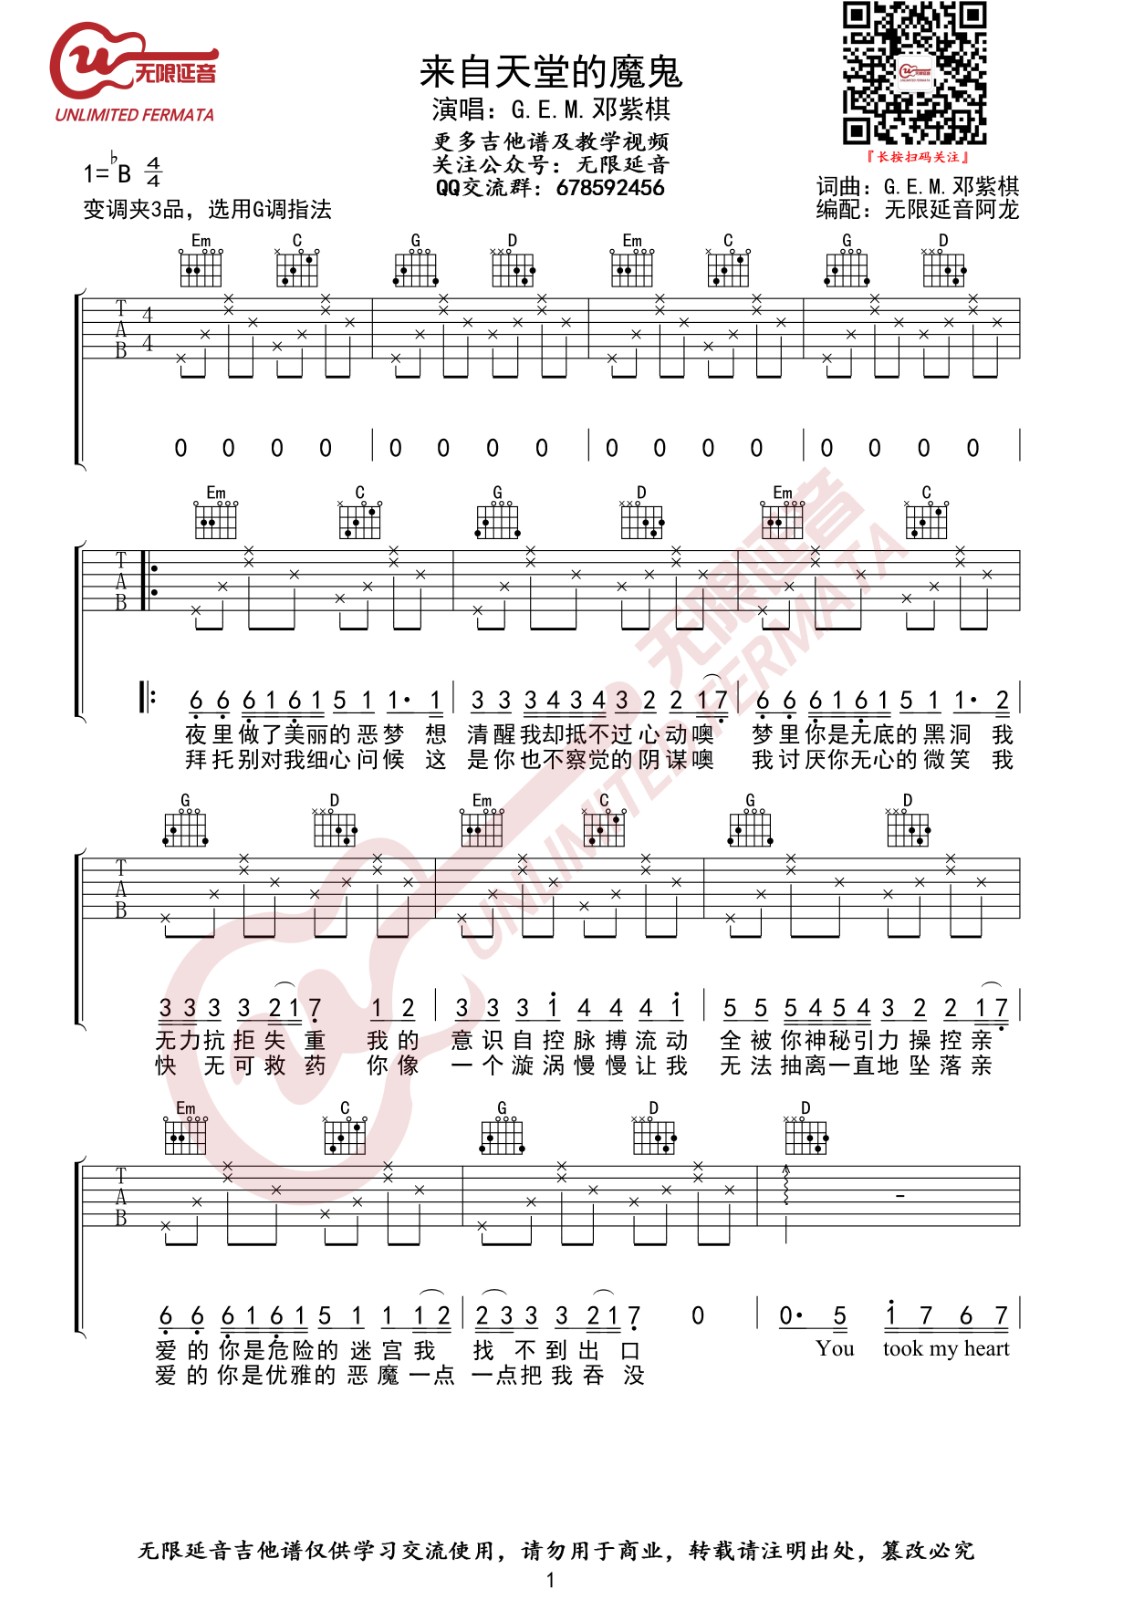 无限延音
UNLIMITED FERMATA
来自天堂的魔鬼
演唱：G.E.M.邓紫棋
更多吉他谱及教学视频
关注公众号：无限延音
QQ交流群：678592456
『长按扫码关注』
1=♭B 4/4
变调夹3品，选用G调指法
词曲：G.E.M.邓紫棋
编配：无限延音阿龙
Em C G D Em C G D
T A B 4 4
0 0 0 0 | 0 0 0 0 | 0 0 0 0 | 0 0 0 0 |
Em C G D Em C
T A B
6 6 6 1 6 1 5 1 1· 1 | 3 3 3 4 3 4 3 2 2 1 7 | 6 6 6 1 6 1 5 1 1· 2
夜里做了美丽的恶梦 想 清醒我却抵不过心动噢 梦里你是无底的黑洞 我
拜托别对我细心问候 这 是你也不察觉的阴谋噢 我讨厌你无心的微笑 我
G D Em C G D
T A B
3 3 3 3 2 1 7 1 2 | 3 3 3 1 4 4 4 1 | 5 5 5 4 5 4 3 2 2 1 7
无力抗拒失重 我的 意识自控脉搏流动 全被你神秘引力操控亲
快 无可救药 你像 一个漩涡慢慢让我 无法抽离一直地坠落亲
Em C G D D
T A B
6 6 6 1 6 1 5 1 1 1 2 | 2 3 3 3 2 1 7 0 | 0· 5 1 7 6 7 |
爱的你是危险的迷宫我 找不到出口 You took my heart
爱的你是优雅的恶魔一点 一点把我吞没
无限延音
UNLIMITED FERMATA
无限延音吉他谱仅供学习交流使用，请勿用于商业，转载请注明出处，篡改必究
1